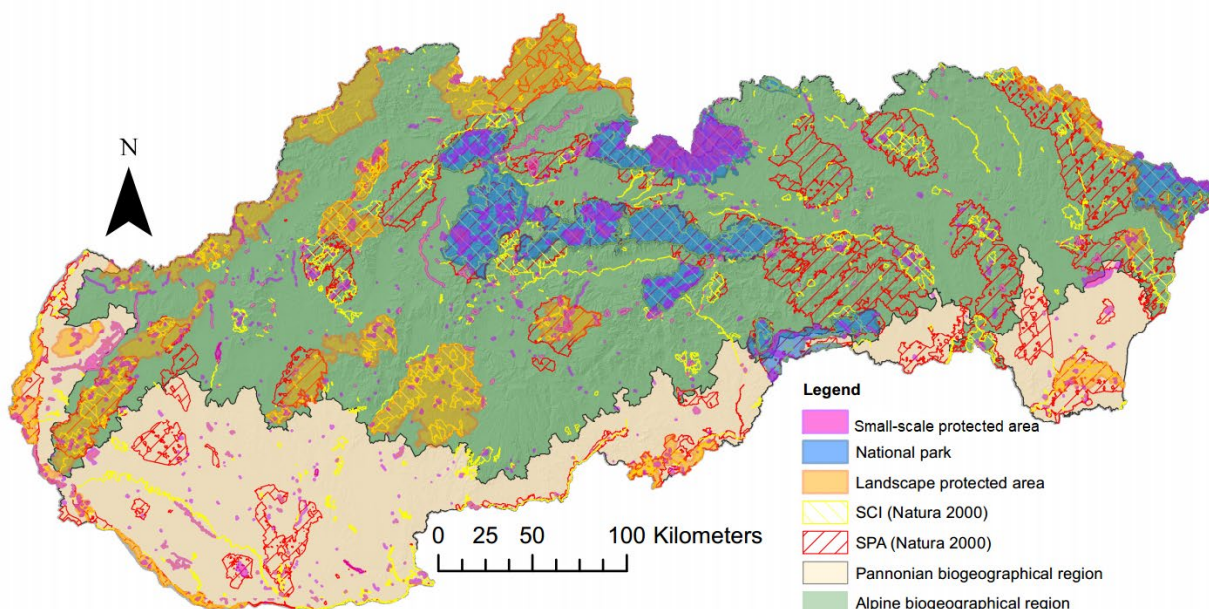 N
Legend
Small-scale protected area
National park
Landscape protected area
SCI (Natura 2000)
SPA (Natura 2000)
Pannonian biogeographical region
Alpine biogeographical region
0 25 50 100 Kilometers